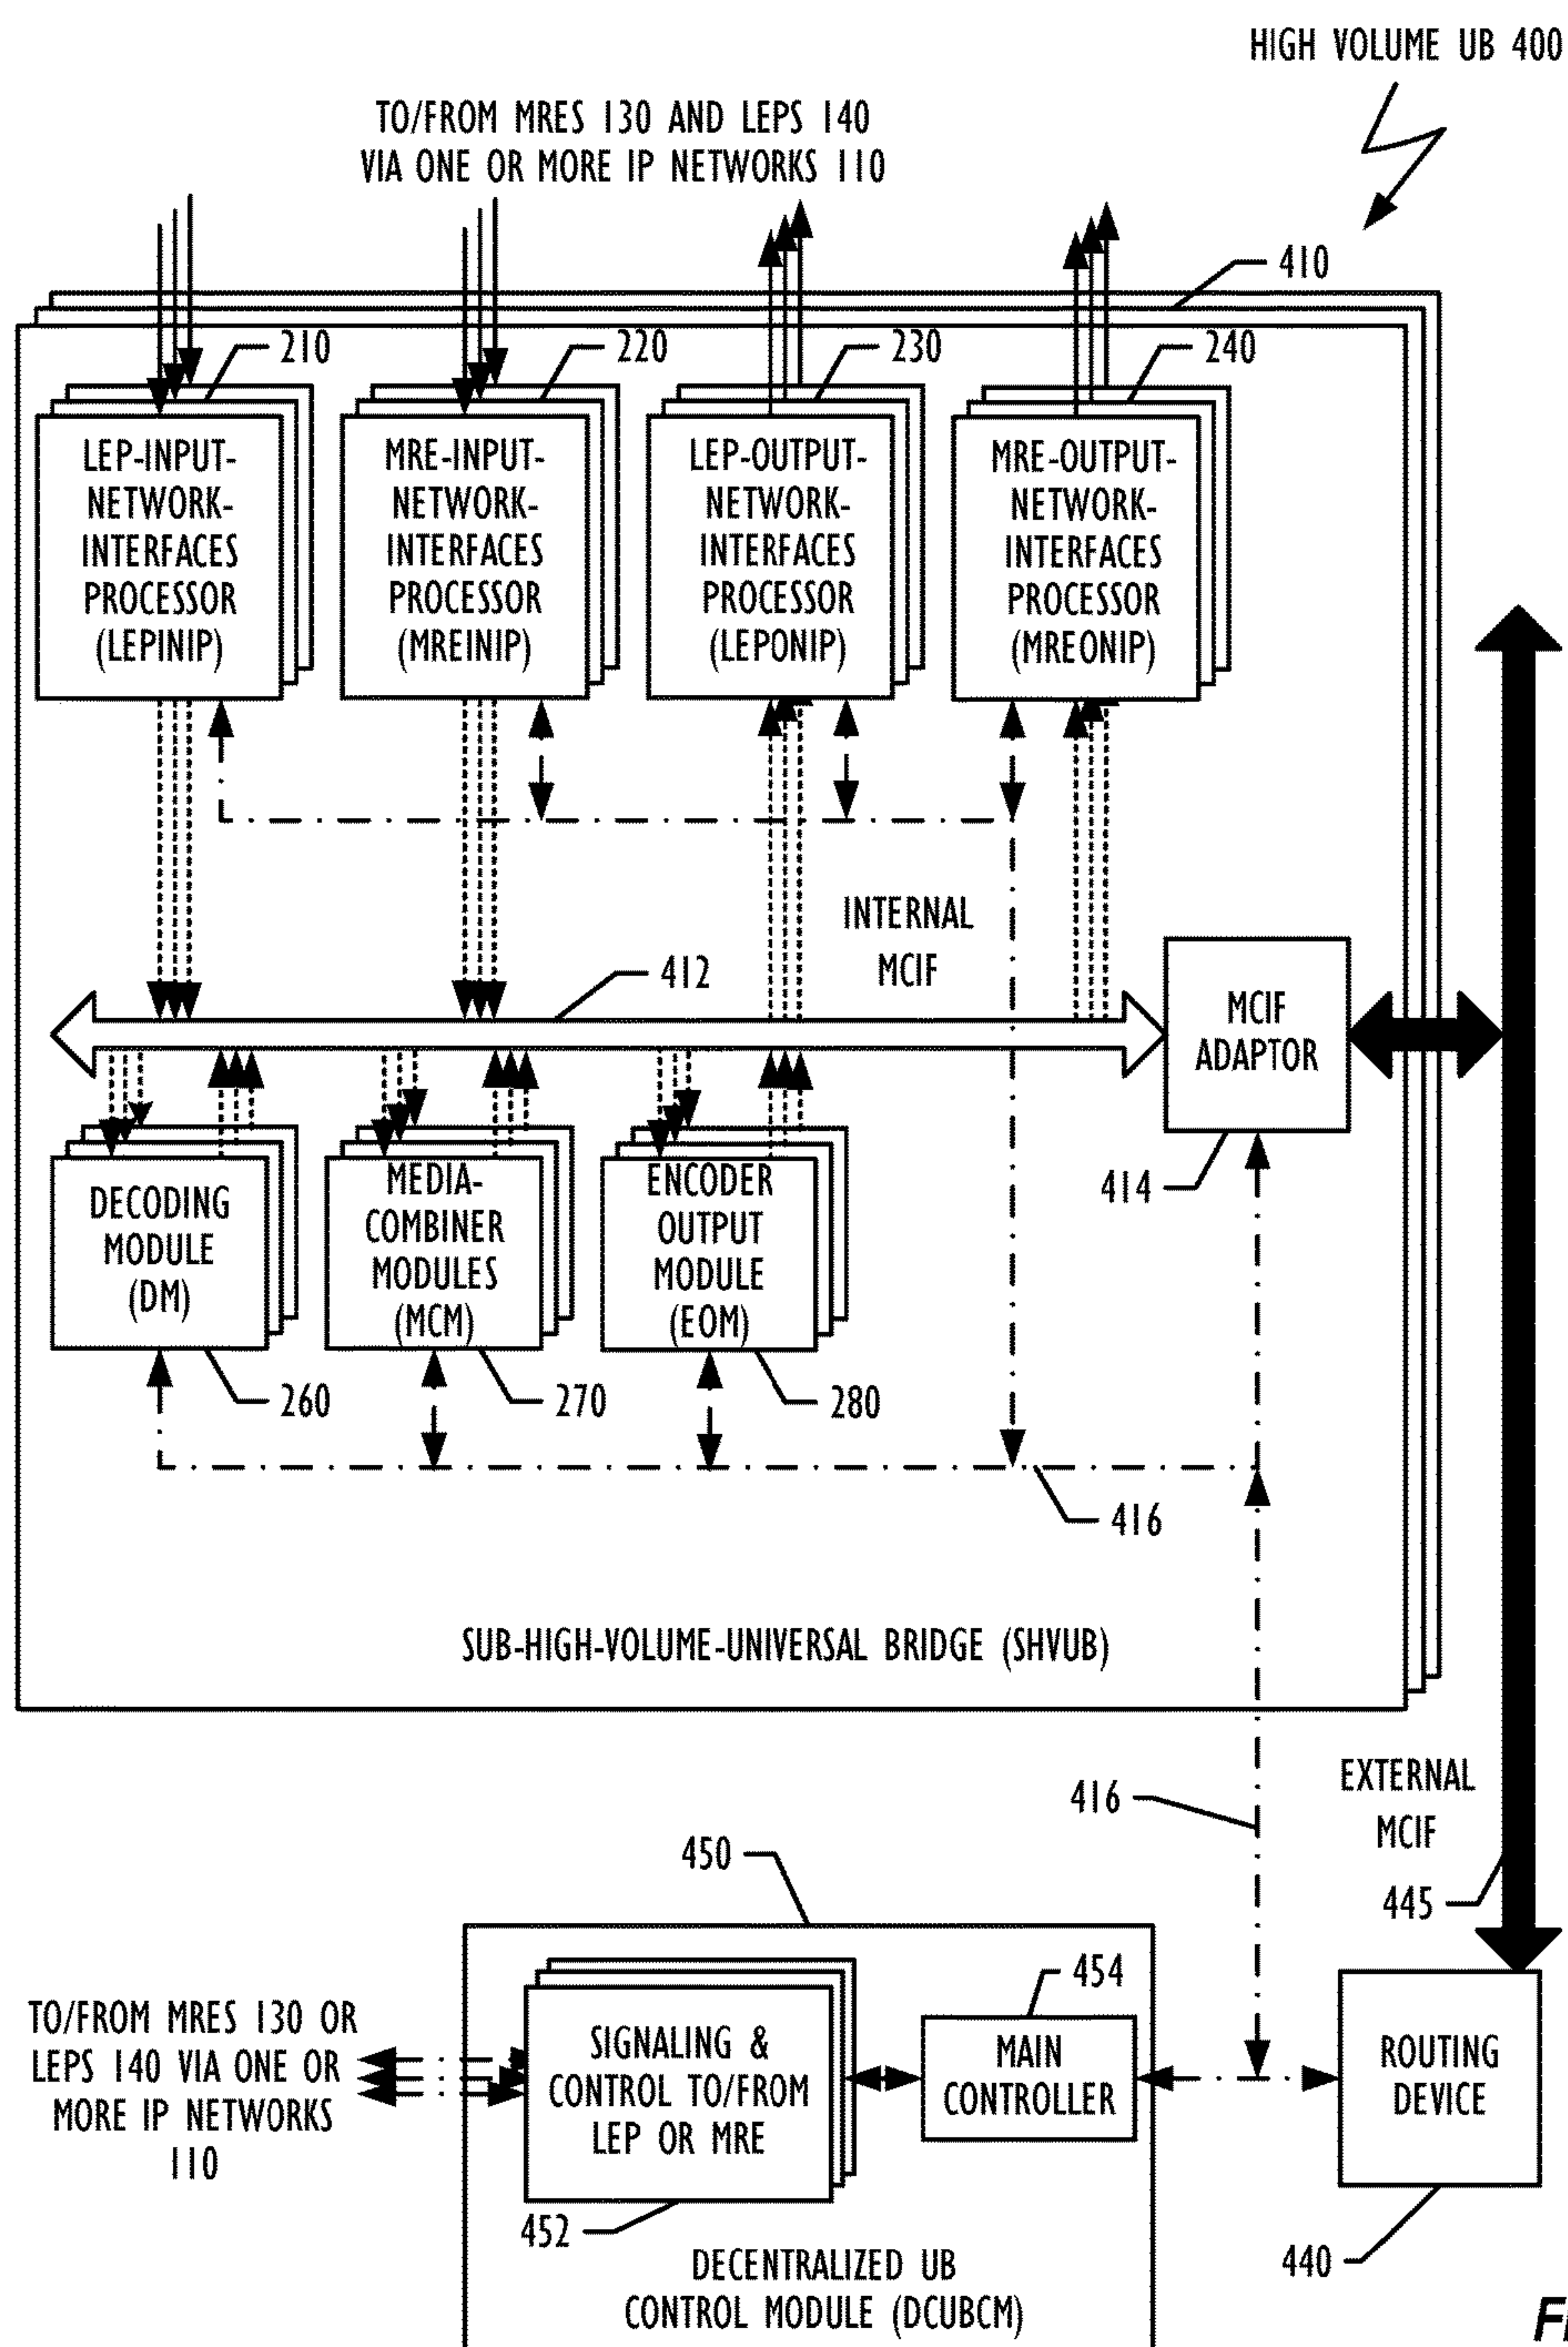 HIGH VOLUME UB 400
TO/FROM MRES 130 AND LEPS 140
VIA ONE OR MORE IP NETWORKS 110
410
210
220
230
240
LEP-INPUT-
NETWORK-
INTERFACES
PROCESSOR
(LEPINIP)
MRE-INPUT-
NETWORK-
INTERFACES
PROCESSOR
(MREINIP)
LEP-OUTPUT-
NETWORK-
INTERFACES
PROCESSOR
(LEPONIP)
MRE-OUTPUT-
NETWORK-
INTERFACES
PROCESSOR
(MREONIP)
INTERNAL
MCIF
412
MCIF
ADAPTOR
414
DECODING
MODULE
(DM)
MEDIA-
COMBINER
MODULES
(MCM)
ENCODER
OUTPUT
MODULE
(EOM)
260
270
280
416
SUB-HIGH-VOLUME-UNIVERSAL BRIDGE (SHVUB)
416
EXTERNAL
MCIF
445
450
454
TO/FROM MRES 130 OR
LEPS 140 VIA ONE OR
MORE IP NETWORKS
110
SIGNALING &
CONTROL TO/FROM
LEP OR MRE
MAIN
CONTROLLER
ROUTING
DEVICE
452
440
DECENTRALIZED UB
CONTROL MODULE (DCUBCM)